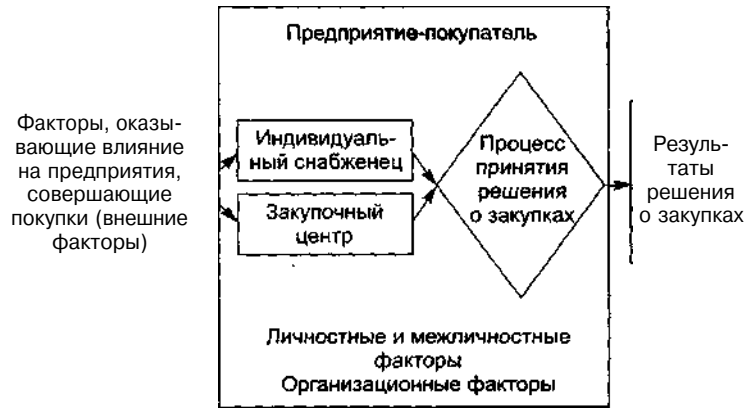 Предприятие-покупатель
Факторы, оказы-
вающие влияние
на предприятия,
совершающие
покупки (внешние
факторы)
Индивидуаль-
ный снабженец
Закупочный
центр
Процесс
принятия
решения
о закупках
Резуль-
таты
решения
о закупках
Личностные и межличностные
факторы
Организационные факторы